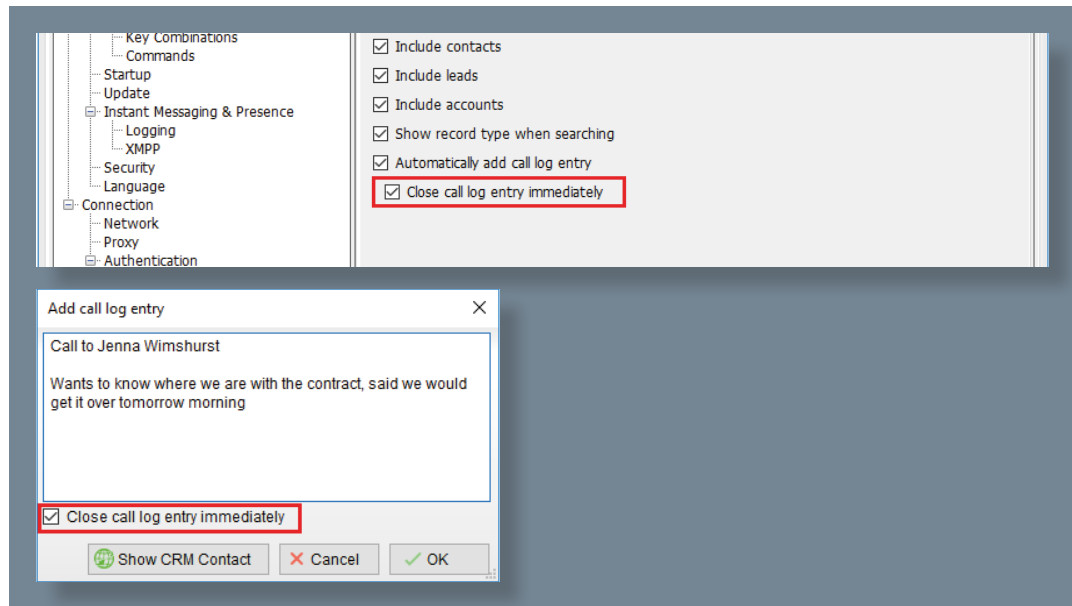 Key Combinations
Commands
Startup
Update
Instant Messaging & Presence
Logging
XMPP
Security
Language
Connection
Network
Proxy
Authentication
Include contacts
Include leads
Include accounts
Show record type when searching
Automatically add call log entry
Close call log entry immediately
Add call log entry
Call to Jenna Wimshurst
Wants to know where we are with the contract, said we would
get it over tomorrow morning
Close call log entry immediately
Show CRM Contact
Cancel
OK